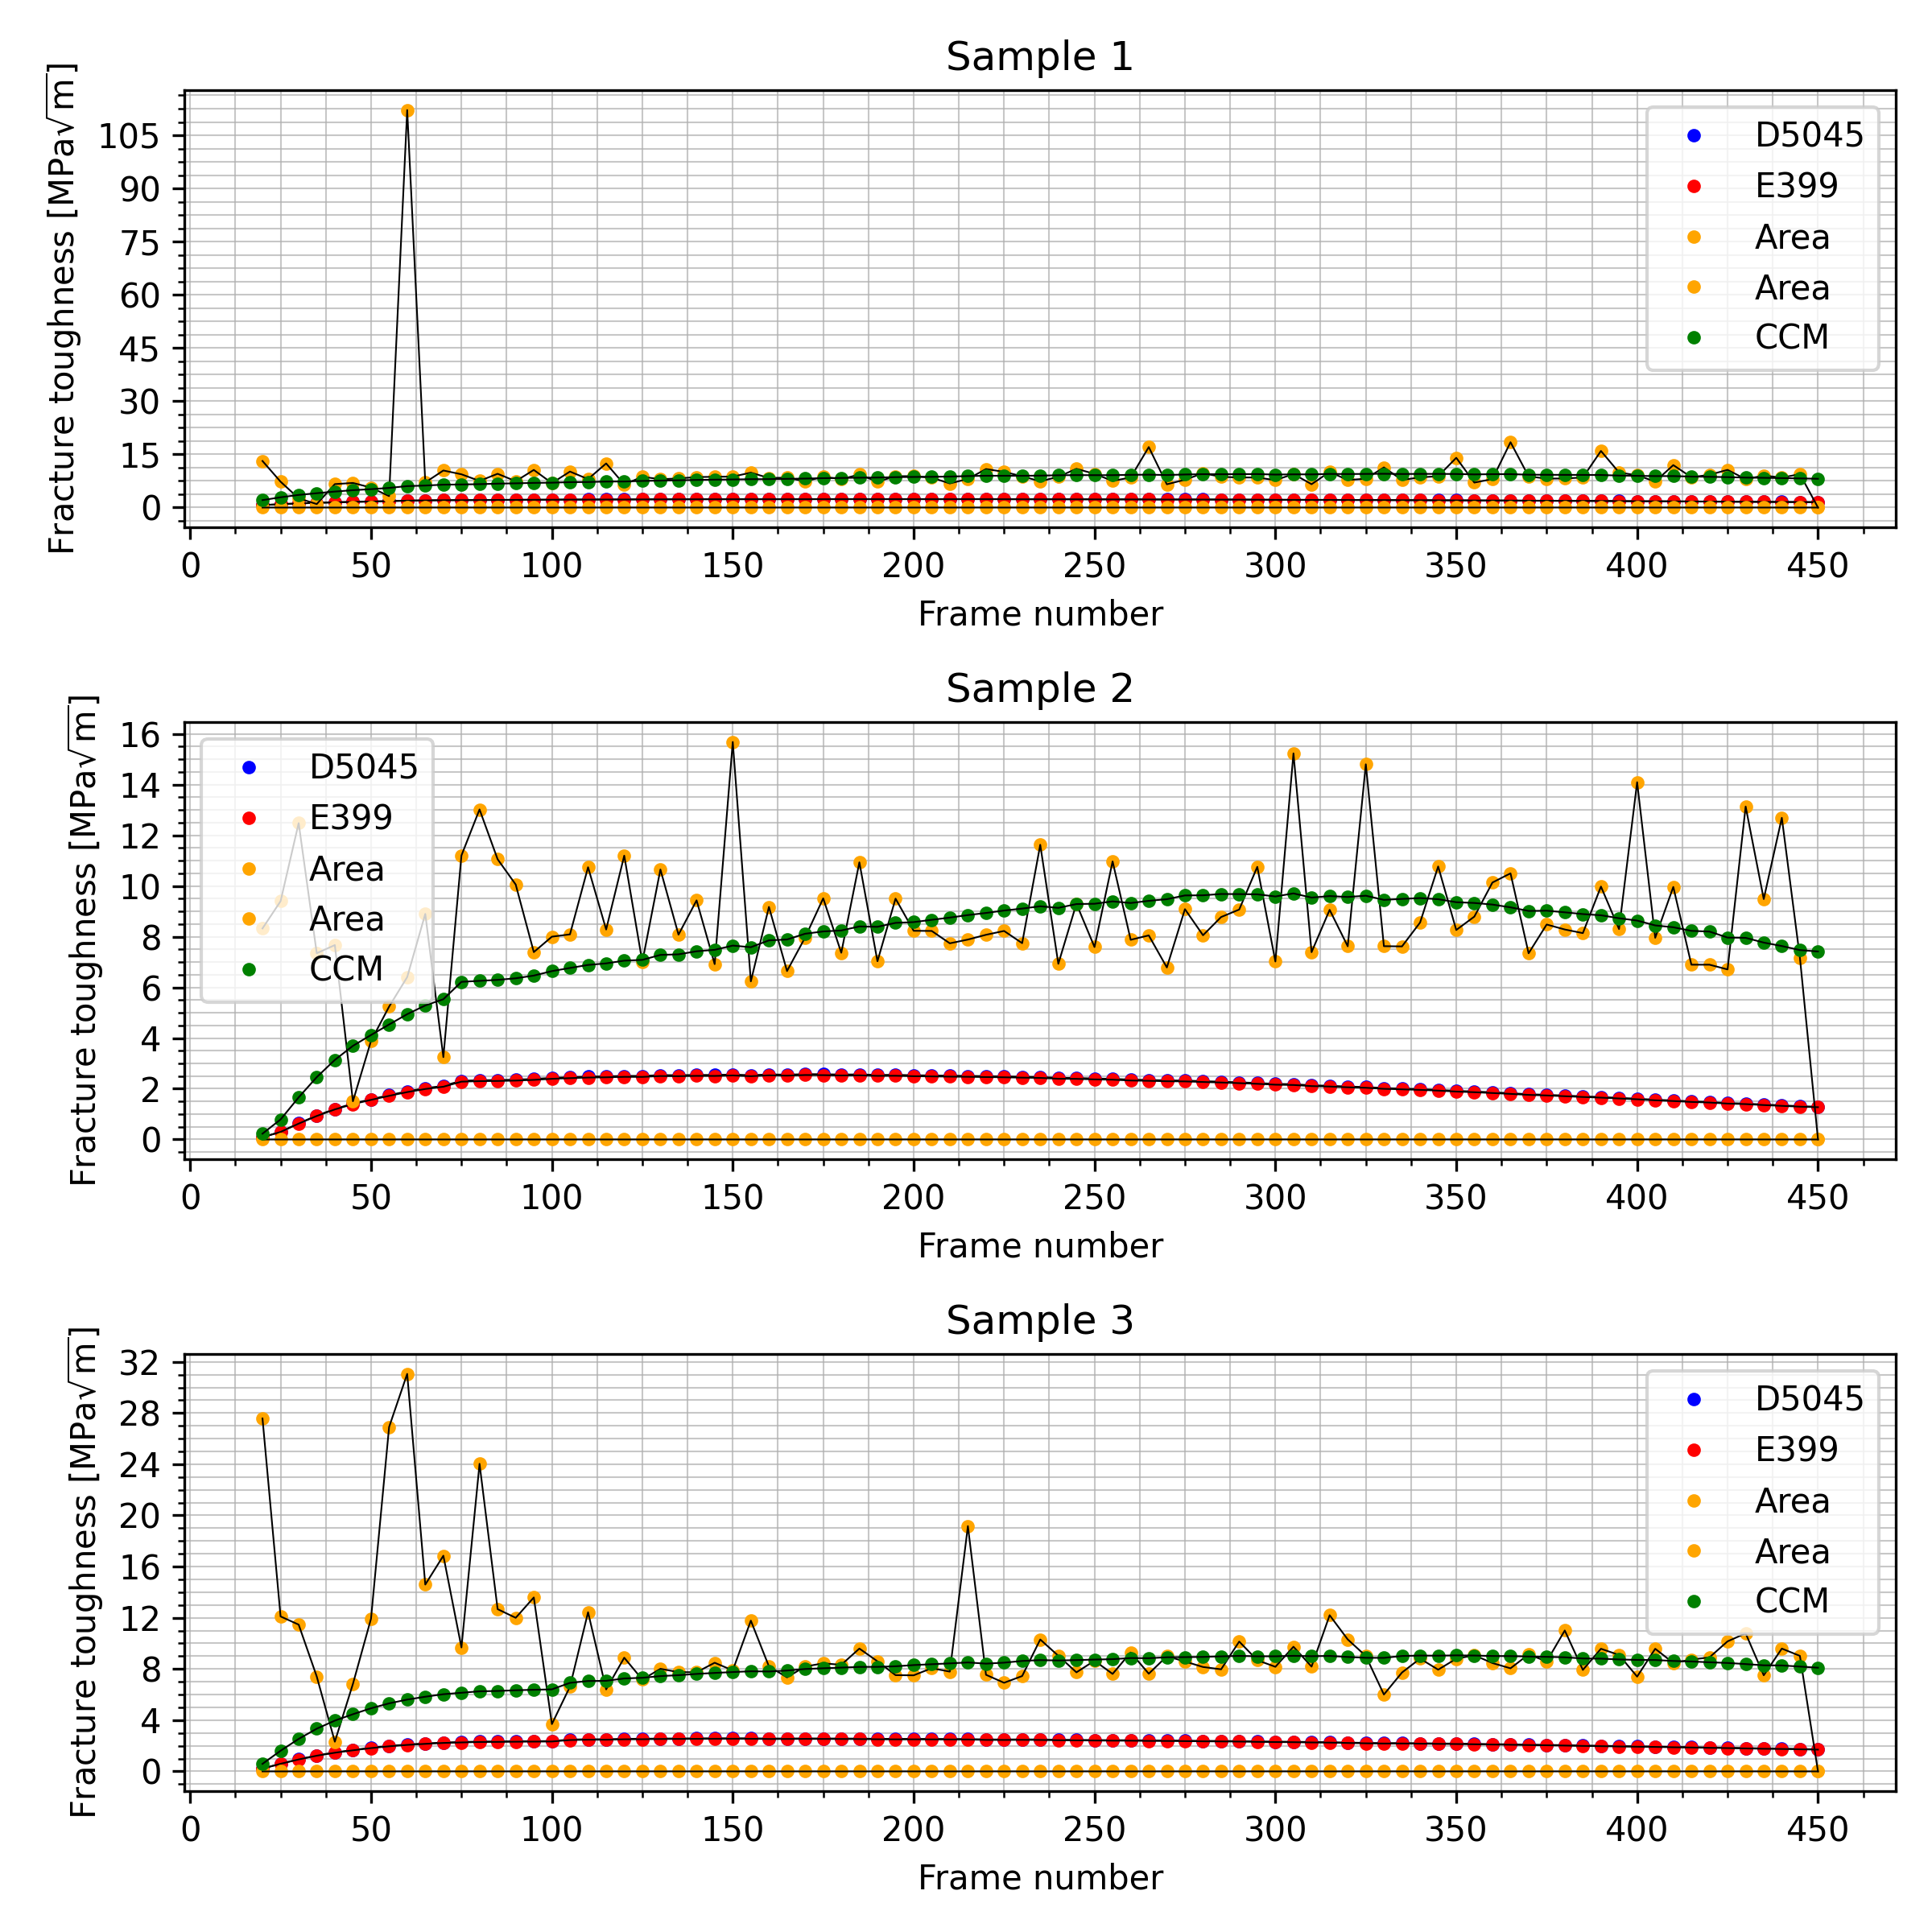 Sample 1
Fracture toughness [MPa√m]
105
90
75
60
45
30
15
0
D5045
E399
Area
Area
CCM
0 50 100 150 200 250 300 350 400 450
Frame number
Sample 2
Fracture toughness [MPa√m]
16
14
12
10
8
6
4
2
0
D5045
E399
Area
Area
CCM
0 50 100 150 200 250 300 350 400 450
Frame number
Sample 3
Fracture toughness [MPa√m]
32
28
24
20
16
12
8
4
0
D5045
E399
Area
Area
CCM
0 50 100 150 200 250 300 350 400 450
Frame number